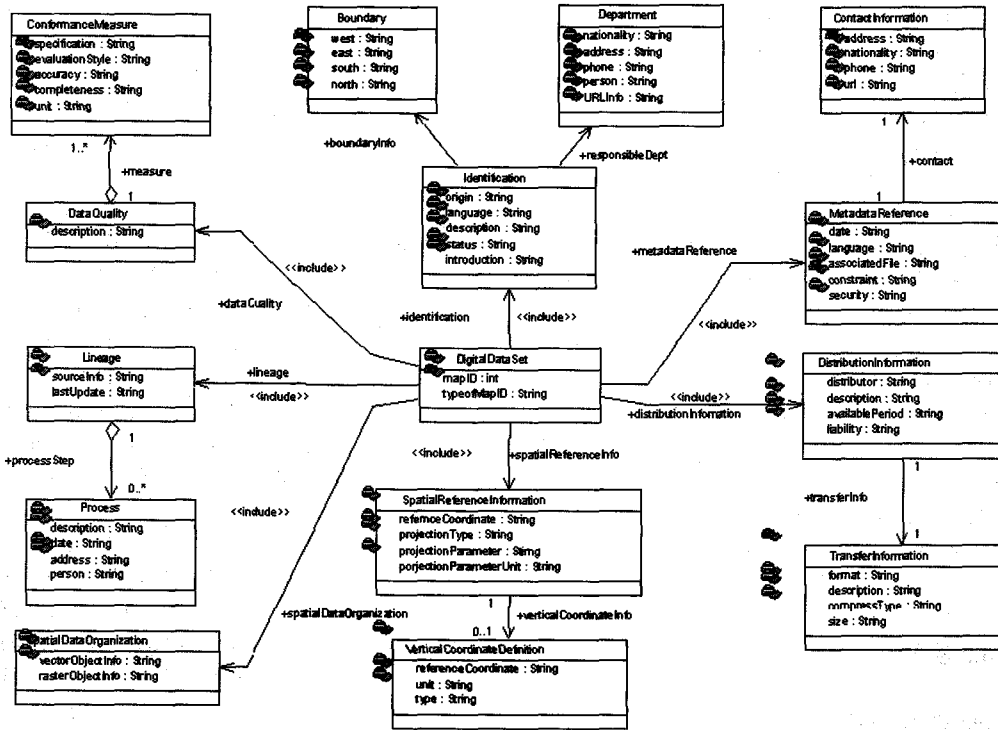 ConformanceMeasure
specification : String
evaluationStyle : String
accuracy : String
completeness : String
unit : String
Boundary
west : String
east : String
south : String
north : String
Department
nationality : String
address : String
phone : String
person : String
URLInfo : String
ContactInformation
address : String
nationality : String
phone : String
url : String
1..*
+measure
1
+boundaryInfo
+responsibleDept
1
+contact
1
DataQuality
description : String
Identification
origin : String
language : String
description : String
status : String
introduction : String
MetadataReference
date : String
language : String
associatedFile : String
constraint : String
security : String
<<include>>
+dataQuality
+identification
<<include>>
+metadataReference
<<include>>
Lineage
sourceInfo : String
lastUpdate : String
+lineage
<<include>>
DigitalDataSet
mapID : int
typeofMapID : String
<<include>>
+distributionInfomation
DistributionInformation
distributor : String
description : String
availablePeriod : String
liability : String
1
+processStep
0..*
<<include>>
<<include>>
+spatialReferenceInfo
1
+transferInfo
1
Process
description : String
date : String
address : String
person : String
SpatialReferenceInformation
refernceCoordinate : String
projectionType : String
projectionParameter : String
porjectionParameterUnit : String
TransferInformation
format : String
description : String
compressType : String
size : String
+spatialDataOrganization
1
+verticalCoordinateInfo
0..1
SpatialDataOrganization
vectorObjectInfo : String
rasterObjectInfo : String
VerticalCoordinateDefinition
referenceCoordinate : String
unit : String
type : String